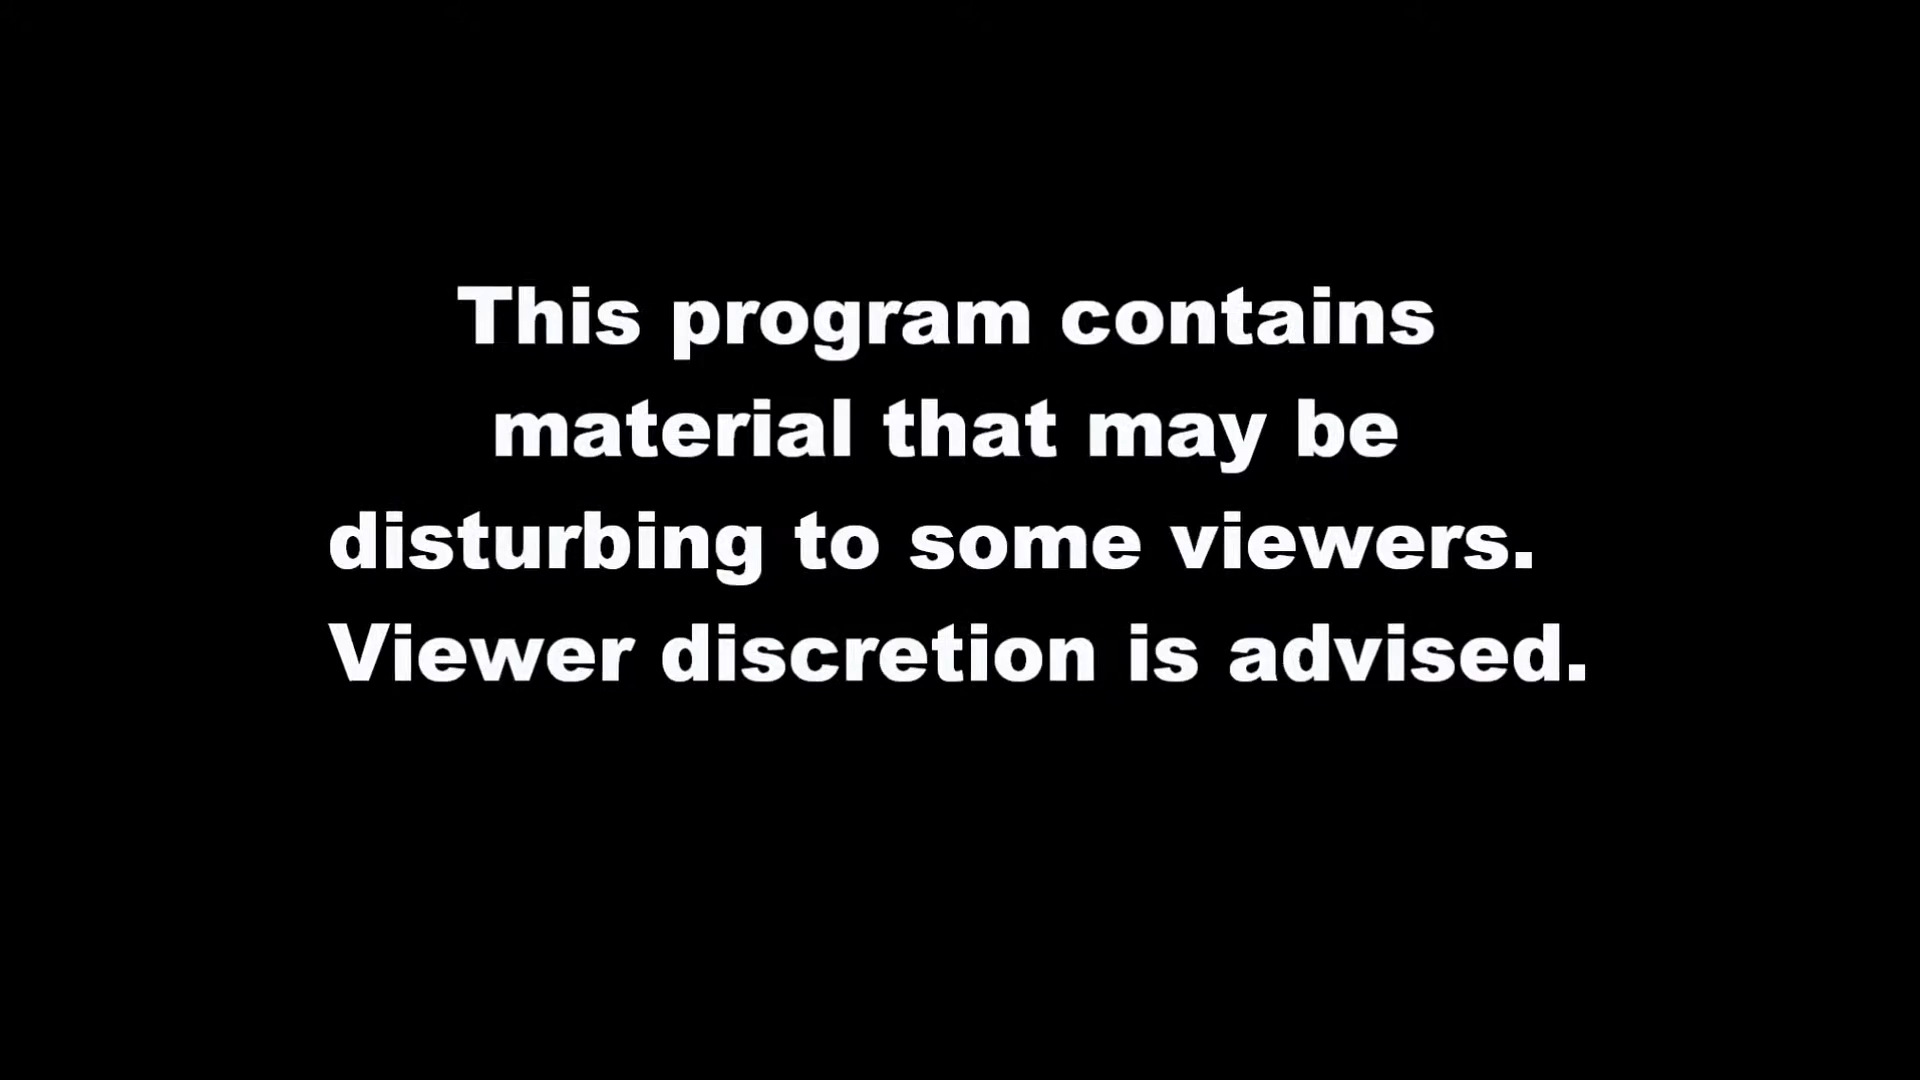 This program contains
material that may be
disturbing to some viewers.
Viewer discretion is advised.